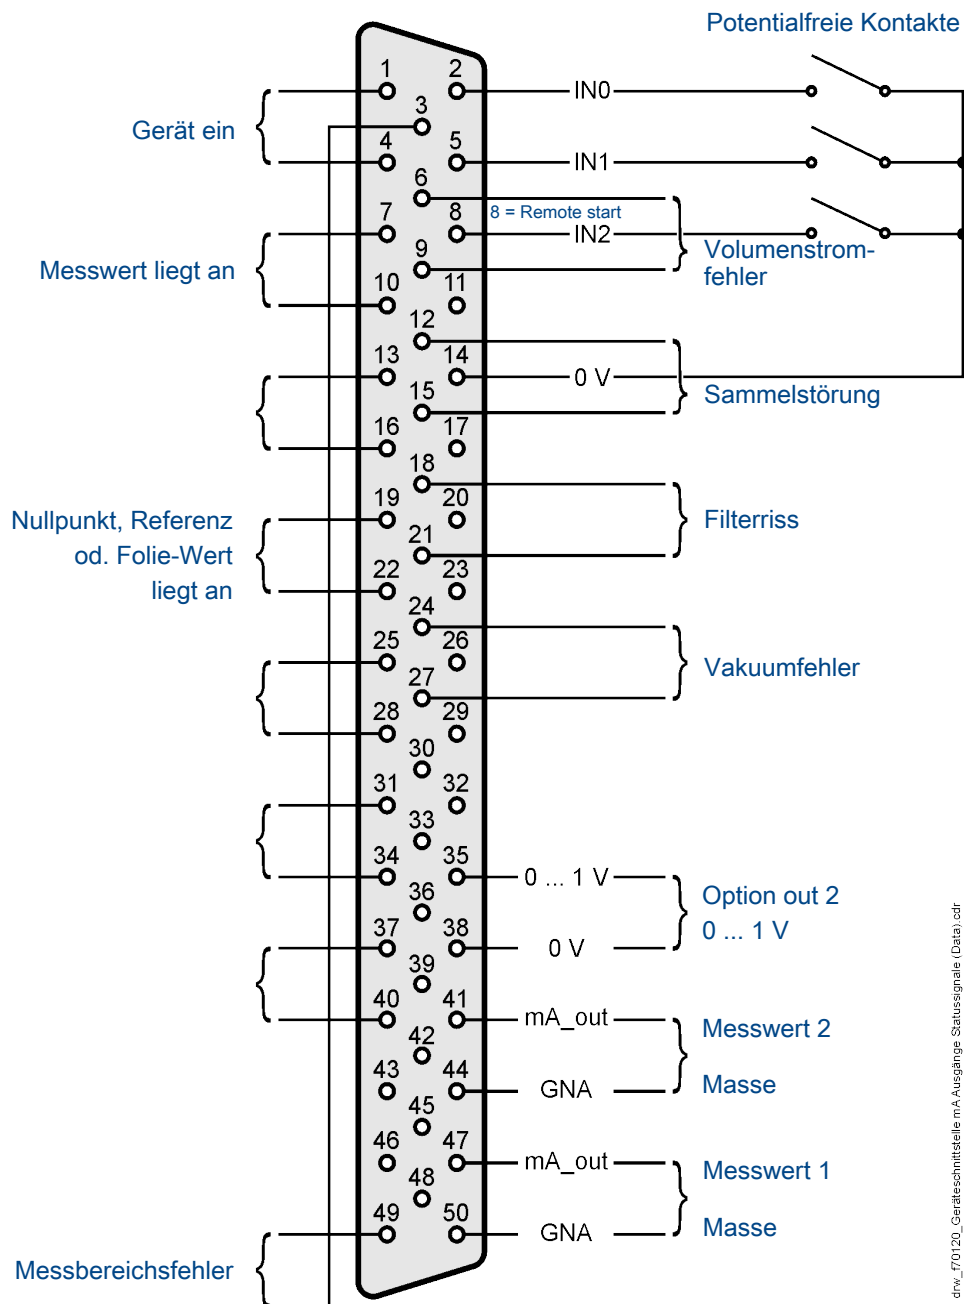 Potentialfreie Kontakte
1
2
IN0
3
Gerät ein
4
5
IN1
6
7
8
8 = Remote start
IN2
Volumenstrom-
fehler
9
Messwert liegt an
10
11
12
13
14
0 V
15
Sammelstörung
16
17
18
19
20
Nullpunkt, Referenz
od. Folie-Wert
liegt an
Filterriss
21
22
23
24
25
26
Vakuumfehler
27
28
29
30
31
32
33
34
35
0 ... 1 V
36
Option out 2
0 ... 1 V
37
38
0 V
39
40
41
mA_out
Messwert 2
42
43
44
GNA
Masse
45
46
47
mA_out
Messwert 1
48
49
50
GNA
Masse
Messbereichsfehler
drw_f70120_Geräteschnittstelle mA Ausgänge Statussignale (Data).cdr